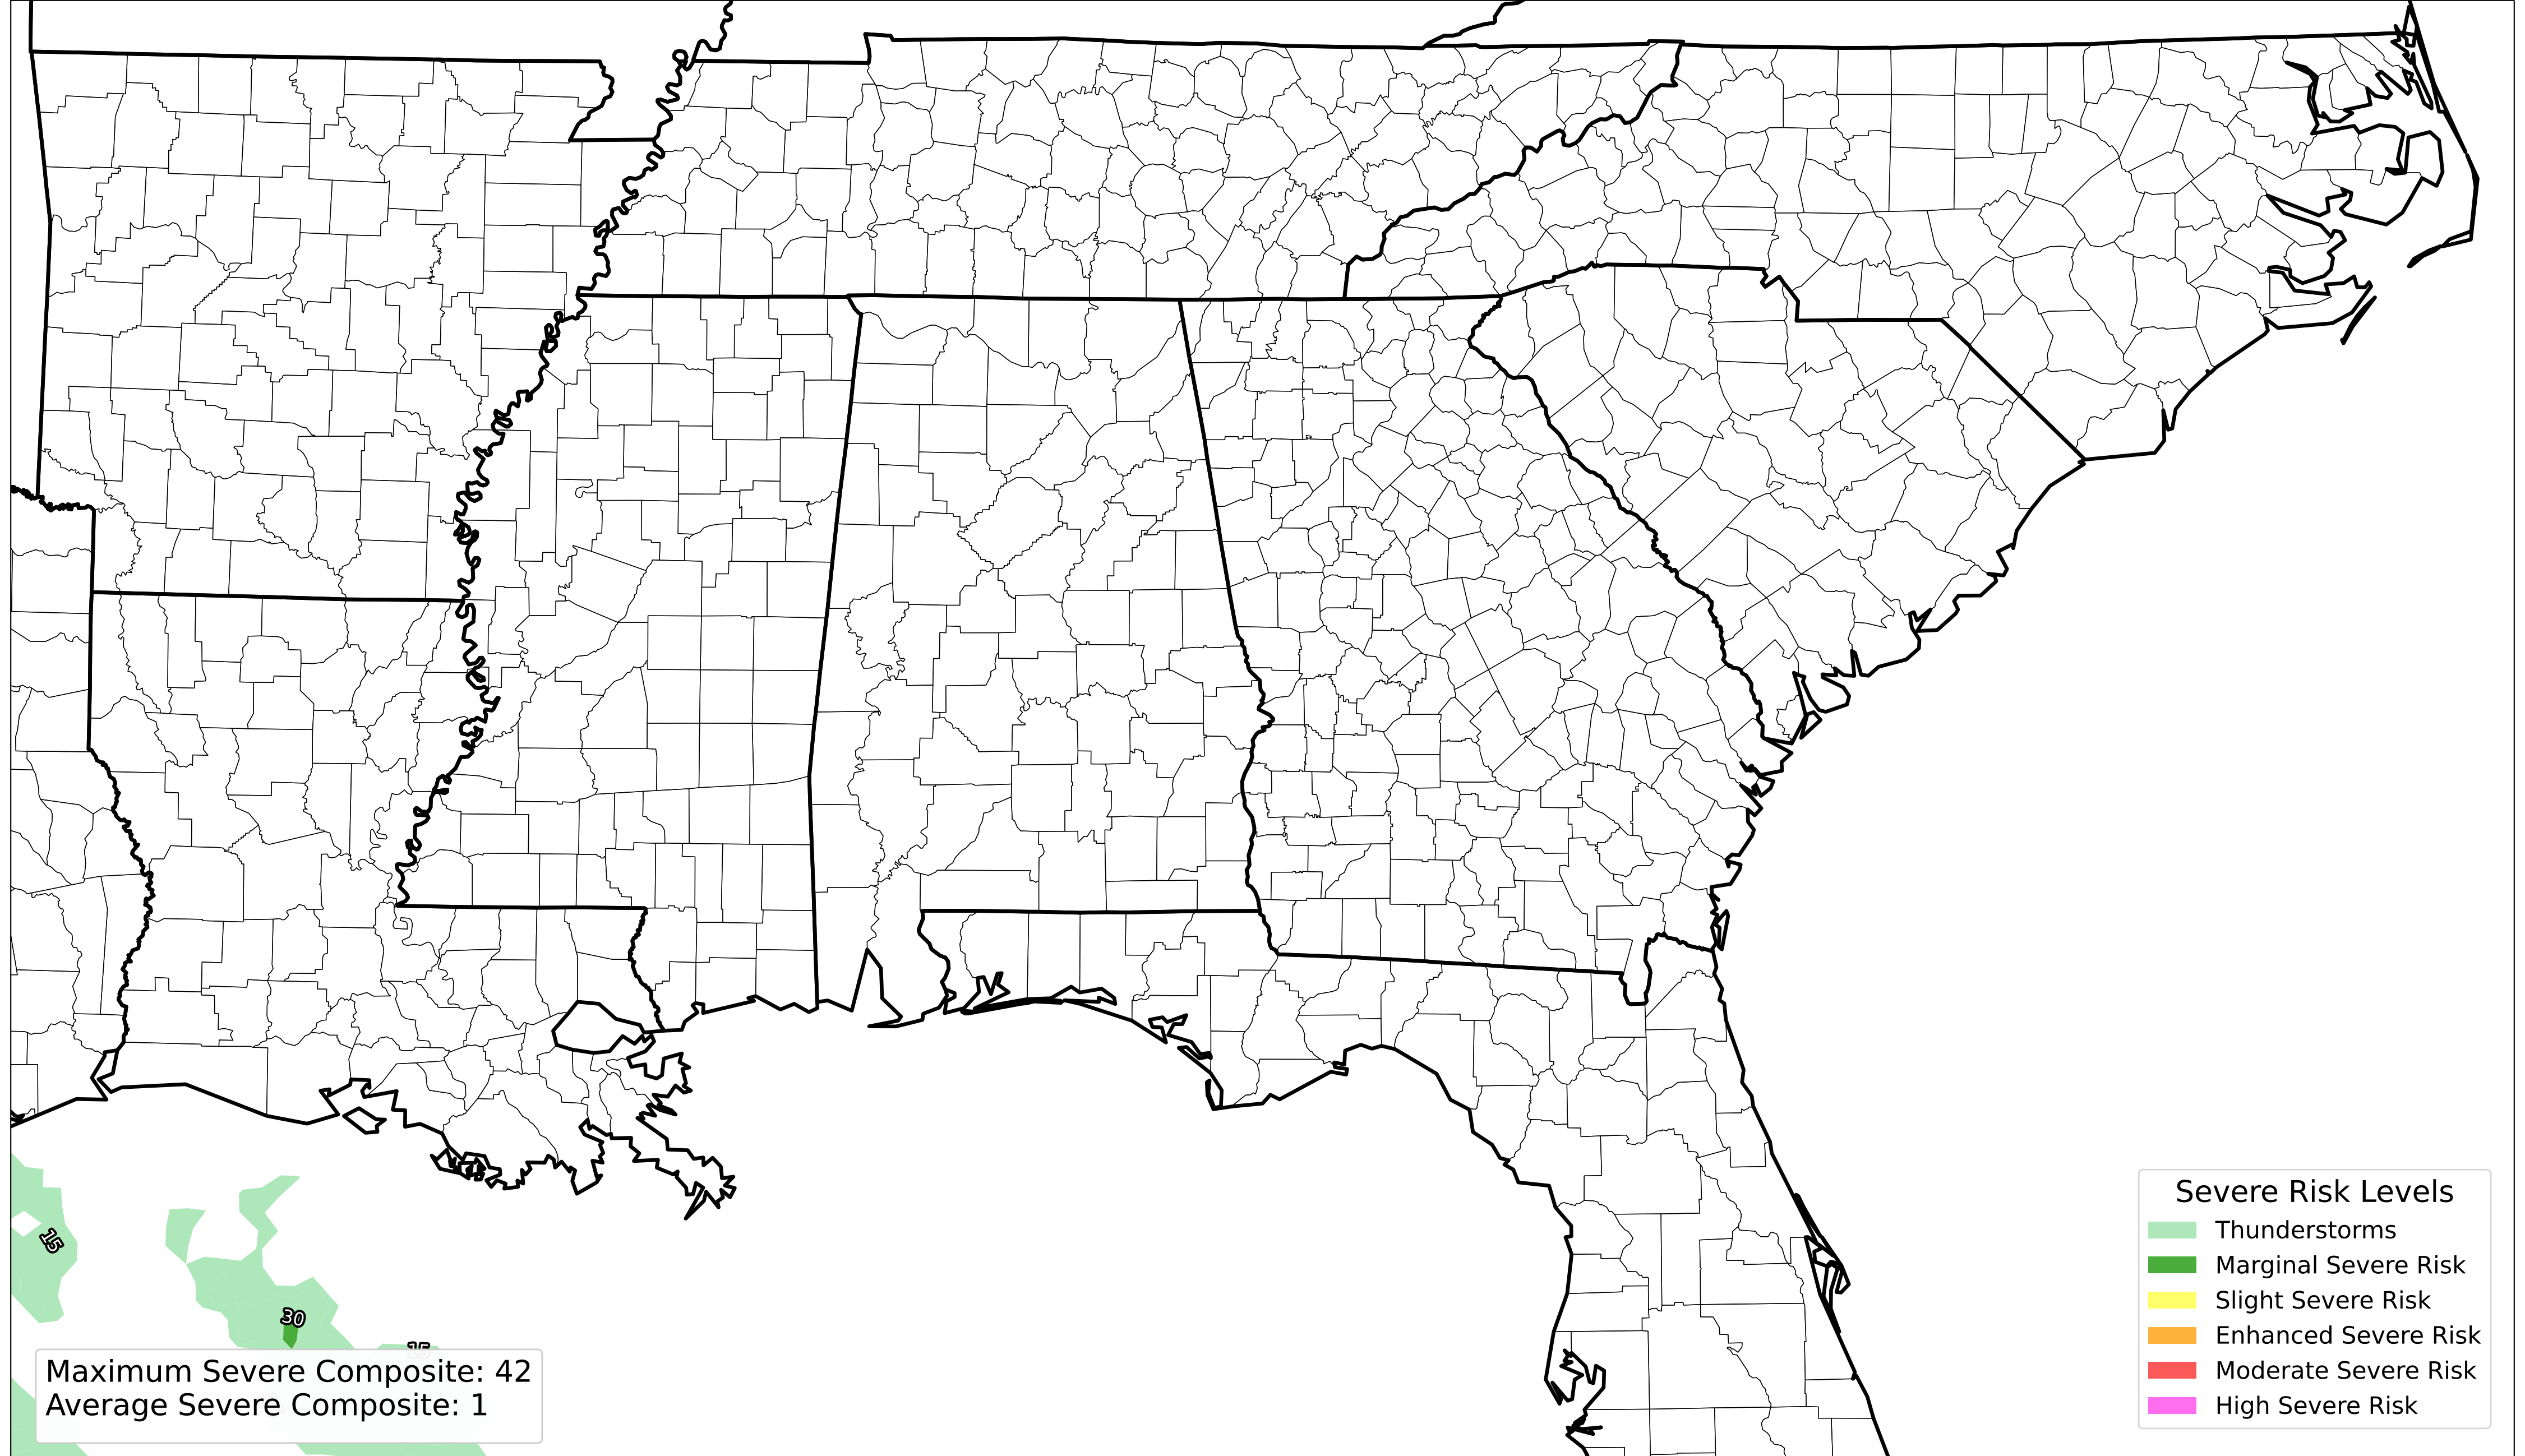 15
30
15
Maximum Severe Composite: 42
Average Severe Composite: 1
Severe Risk Levels
Thunderstorms
Marginal Severe Risk
Slight Severe Risk
Enhanced Severe Risk
Moderate Severe Risk
High Severe Risk